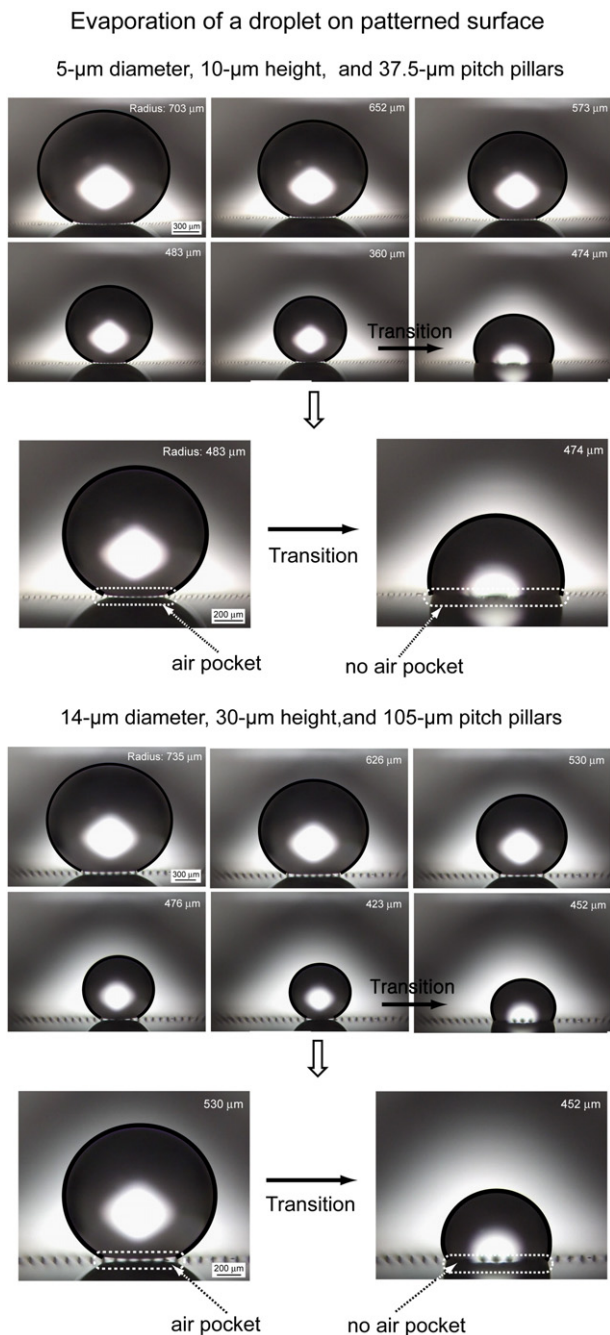 Evaporation of a droplet on patterned surface
5-μm diameter, 10-μm height, and 37.5-μm pitch pillars
Radius: 703 μm
652 μm
573 μm
300 μm
483 μm
360 μm
474 μm
Transition
Radius: 483 μm
474 μm
Transition
200 μm
air pocket
no air pocket
14-μm diameter, 30-μm height,and 105-μm pitch pillars
Radius: 735 μm
626 μm
530 μm
300 μm
476 μm
423 μm
452 μm
Transition
530 μm
452 μm
Transition
200 μm
air pocket
no air pocket